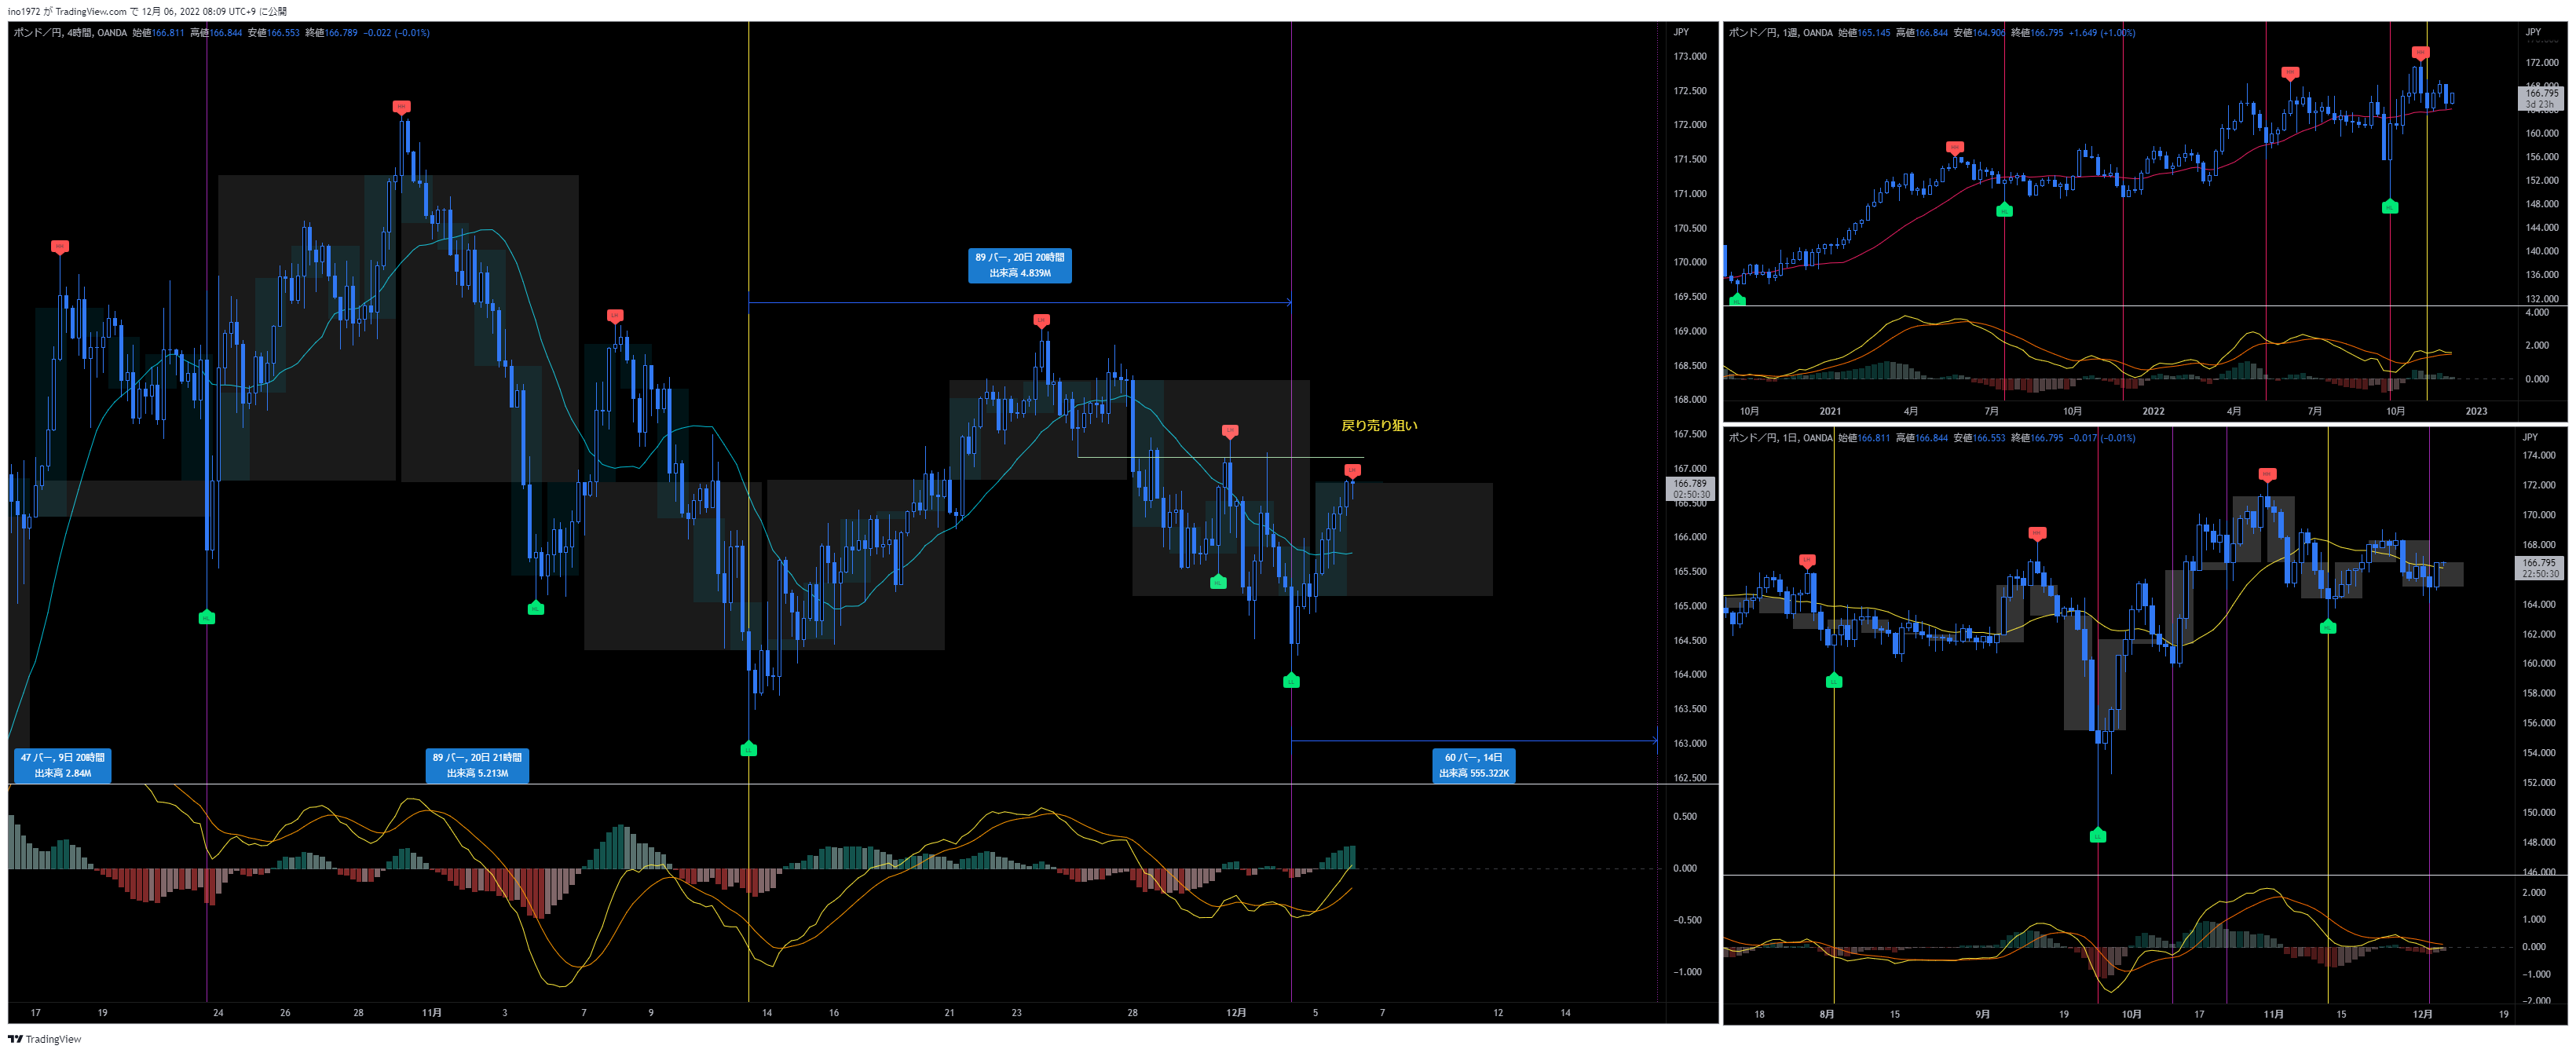 ino1972 が TradingView.com で 12月 06, 2022 08:09 UTC+9 に公開
ポンド／円, 4時間, OANDA 始値166.811 高値166.844 安値166.553 終値166.789 −0.022 (−0.01%)
JPY
173.000
172.500
172.000
171.500
171.000
170.500
170.000
169.500
169.000
168.500
168.000
167.500
167.000
166.789
02:50:30
166.500
166.000
165.500
165.000
164.500
164.000
163.500
163.000
162.500
HH
HH
LH
LH
LH
LH
HL
HL
LL
HL
LL
89 バー, 20日 20時間
出来高 4.839M
戻り売り狙い
47 バー, 9日 20時間
出来高 2.84M
89 バー, 20日 21時間
出来高 5.213M
60 バー, 14日
出来高 555.322K
0.500
0.000
−0.500
−1.000
17
19
24
26
28
11月
3
7
9
14
16
21
23
28
12月
5
7
12
14
ポンド／円, 1週, OANDA 始値165.145 高値166.844 安値164.906 終値166.795 +1.649 (+1.00%)
JPY
172.000
168.000
166.795
3d 23h
164.000
160.000
156.000
152.000
148.000
144.000
140.000
136.000
132.000
4.000
2.000
0.000
10月
2021
4月
7月
10月
2022
4月
7月
10月
2023
ポンド／円, 1日, OANDA 始値166.811 高値166.844 安値166.553 終値166.795 −0.017 (−0.01%)
JPY
174.000
172.000
170.000
168.000
166.795
22:50:30
164.000
162.000
160.000
158.000
156.000
154.000
152.000
150.000
148.000
146.000
2.000
1.000
0.000
−1.000
−2.000
18
8月
15
9月
19
10月
17
11月
15
12月
19
TradingView